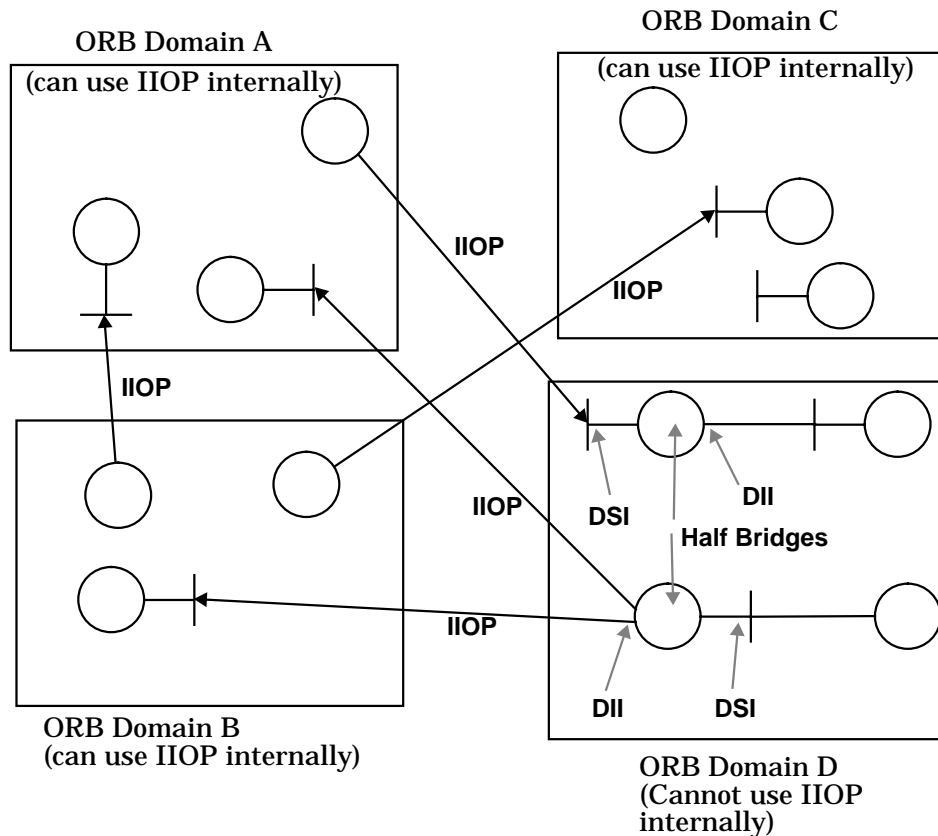 ORB Domain A
(can use IIOP internally)
ORB Domain C
(can use IIOP internally)
IIOP
IIOP
IIOP
IIOP
IIOP
DSI
DII
Half Bridges
DII
DSI
ORB Domain B
(can use IIOP internally)
ORB Domain D
(Cannot use IIOP
internally)